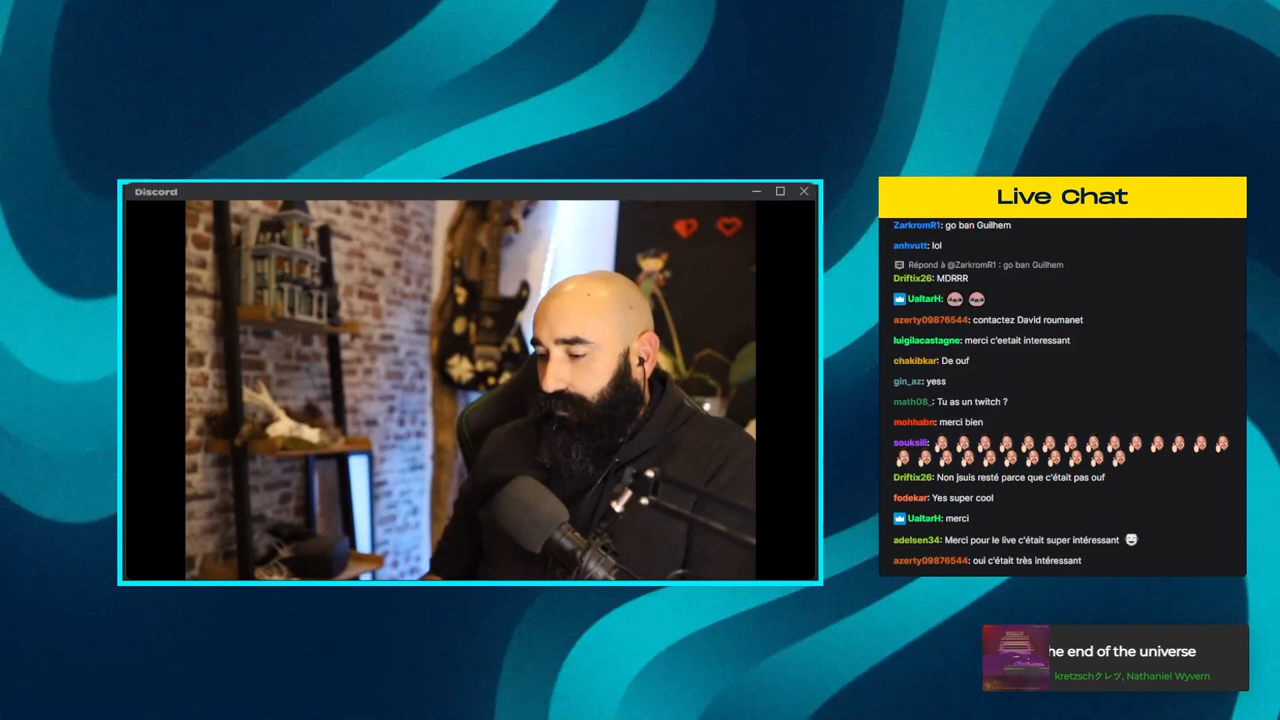 Discord
Live Chat
ZarkromR1: go ban Guilhem
anhvutt: lol
Répond à @ZarkromR1 : go ban Guilhem
Driftix26: MDRRR
UaltarH:
azerty09876544: contactez David roumanet
luigilacastagne: merci c'eetait interessant
chakibkar: De ouf
gin_az: yess
math08_: Tu as un twitch ?
mohhabn: merci bien
souksili:
Driftix26: Non jsuis resté parce que c'était pas ouf
fodekar: Yes super cool
UaltarH: merci
adelsen34: Merci pour le live c'était super intéressant
azerty09876544: oui c'était très intéressant
he end of the universe
kretzschクレツ, Nathaniel Wyvern